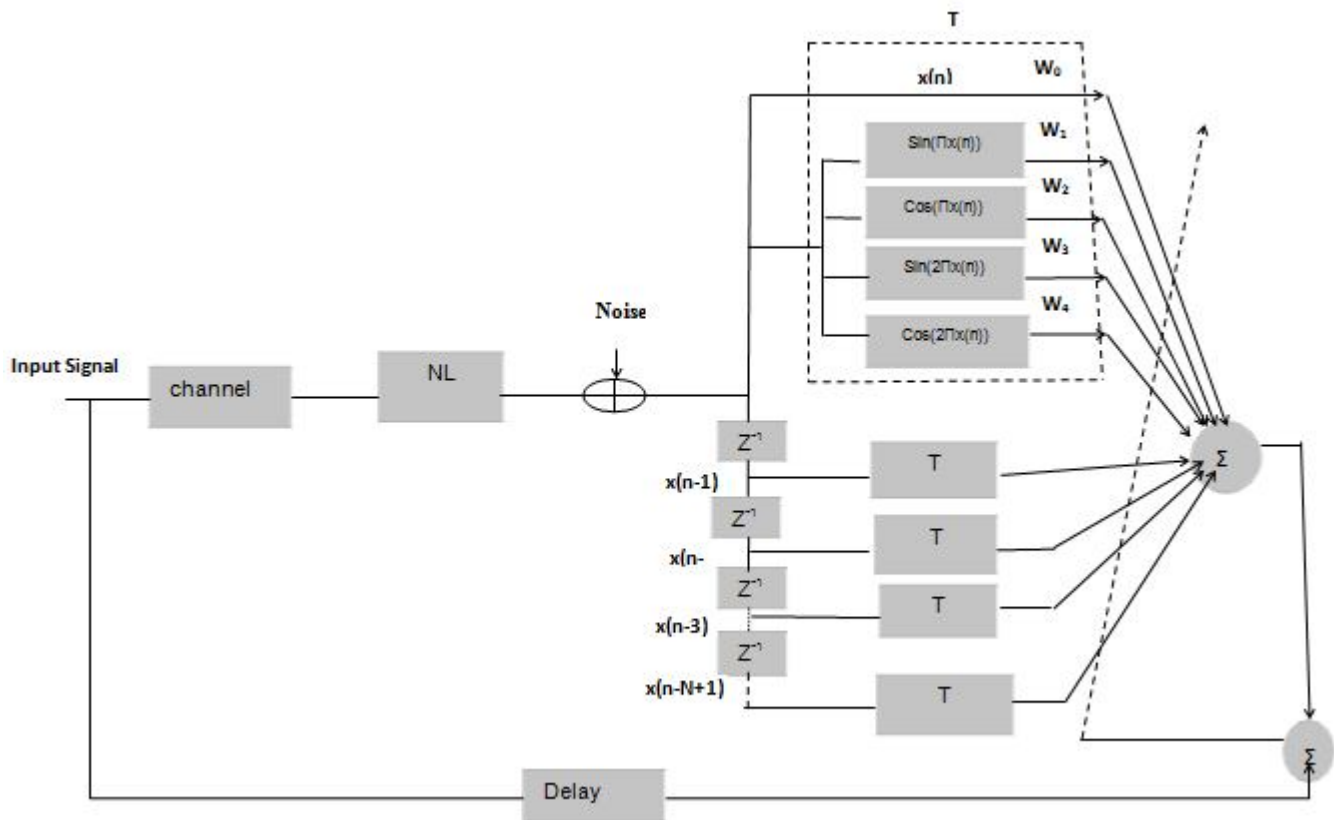 T
x(n)
W₀
Sin(Πx(n))
W₁
Cos(Πx(n))
W₂
Sin(2Πx(n))
W₃
Cos(2Πx(n))
W₄
Noise
Input Signal
channel
NL
Z⁻¹
x(n-1)
T
Σ
Z⁻¹
x(n-
T
Z⁻¹
x(n-3)
T
Z⁻¹
x(n-N+1)
T
Σ
Delay